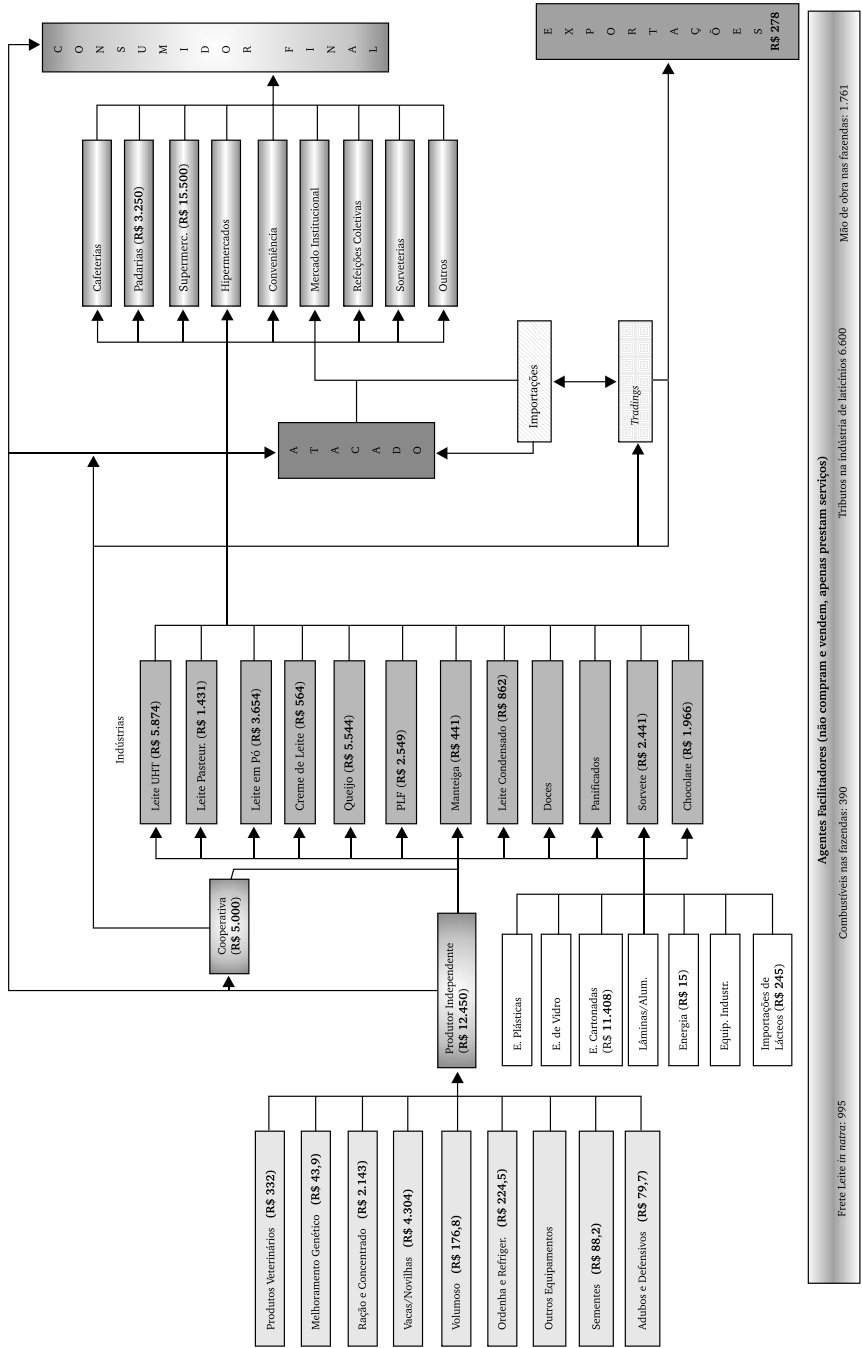 Produtos Veterinários (R$ 332)
Melhoramento Genético (R$ 43,9)
Ração e Concentrado (R$ 2.143)
Vacas/Novilhas (R$ 4.304)
Volumoso (R$ 176,8)
Ordenha e Refriger. (R$ 224,5)
Outros Equipamentos
Sementes (R$ 88,2)
Adubos e Defensivos (R$ 79,7)
Produtor Independente
(R$ 12.450)
Cooperativa
(R$ 5.000)
E. Plásticas
E. de Vidro
E. Cartonadas
(R$ 11.408)
Lâminas/Alum.
Energia (R$ 15)
Equip. Industr.
Importações de
Lácteos (R$ 245)
Indústrias
Leite UHT (R$ 5.874)
Leite Pasteur. (R$ 1.431)
Leite em Pó (R$ 3.654)
Creme de Leite (R$ 564)
Queijo (R$ 5.544)
PLF (R$ 2.549)
Manteiga (R$ 441)
Leite Condensado (R$ 862)
Doces
Panificados
Sorvete (R$ 2.441)
Chocolate (R$ 1.966)
A T A C A D O
Importações
Tradings
Cafeterias
Padarias (R$ 3.250)
Supermerc. (R$ 15.500)
Hipermercados
Conveniência
Mercado Institucional
Refeições Coletivas
Sorveterias
Outros
C O N S U M I D O R F I N A L
E X P O R T A Ç Õ E S
R$ 278
Agentes Facilitadores (não compram e vendem, apenas prestam serviços)
Frete Leite in natra: 995 Combustíveis nas fazendas: 390 Tributos na indústria de laticínios 6.600 Mão de obra nas fazendas: 1.761